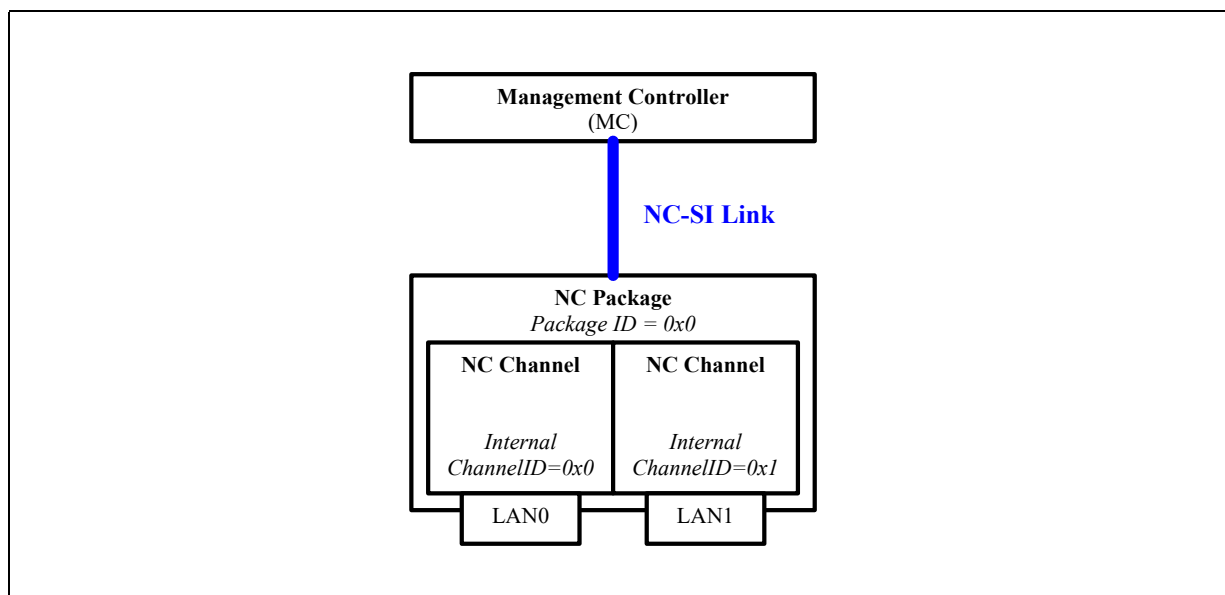 Management Controller
(MC)
NC-SI Link
NC Package
Package ID = 0x0
NC Channel
NC Channel
Internal
ChannelID=0x0
Internal
ChannelID=0x1
LAN0
LAN1